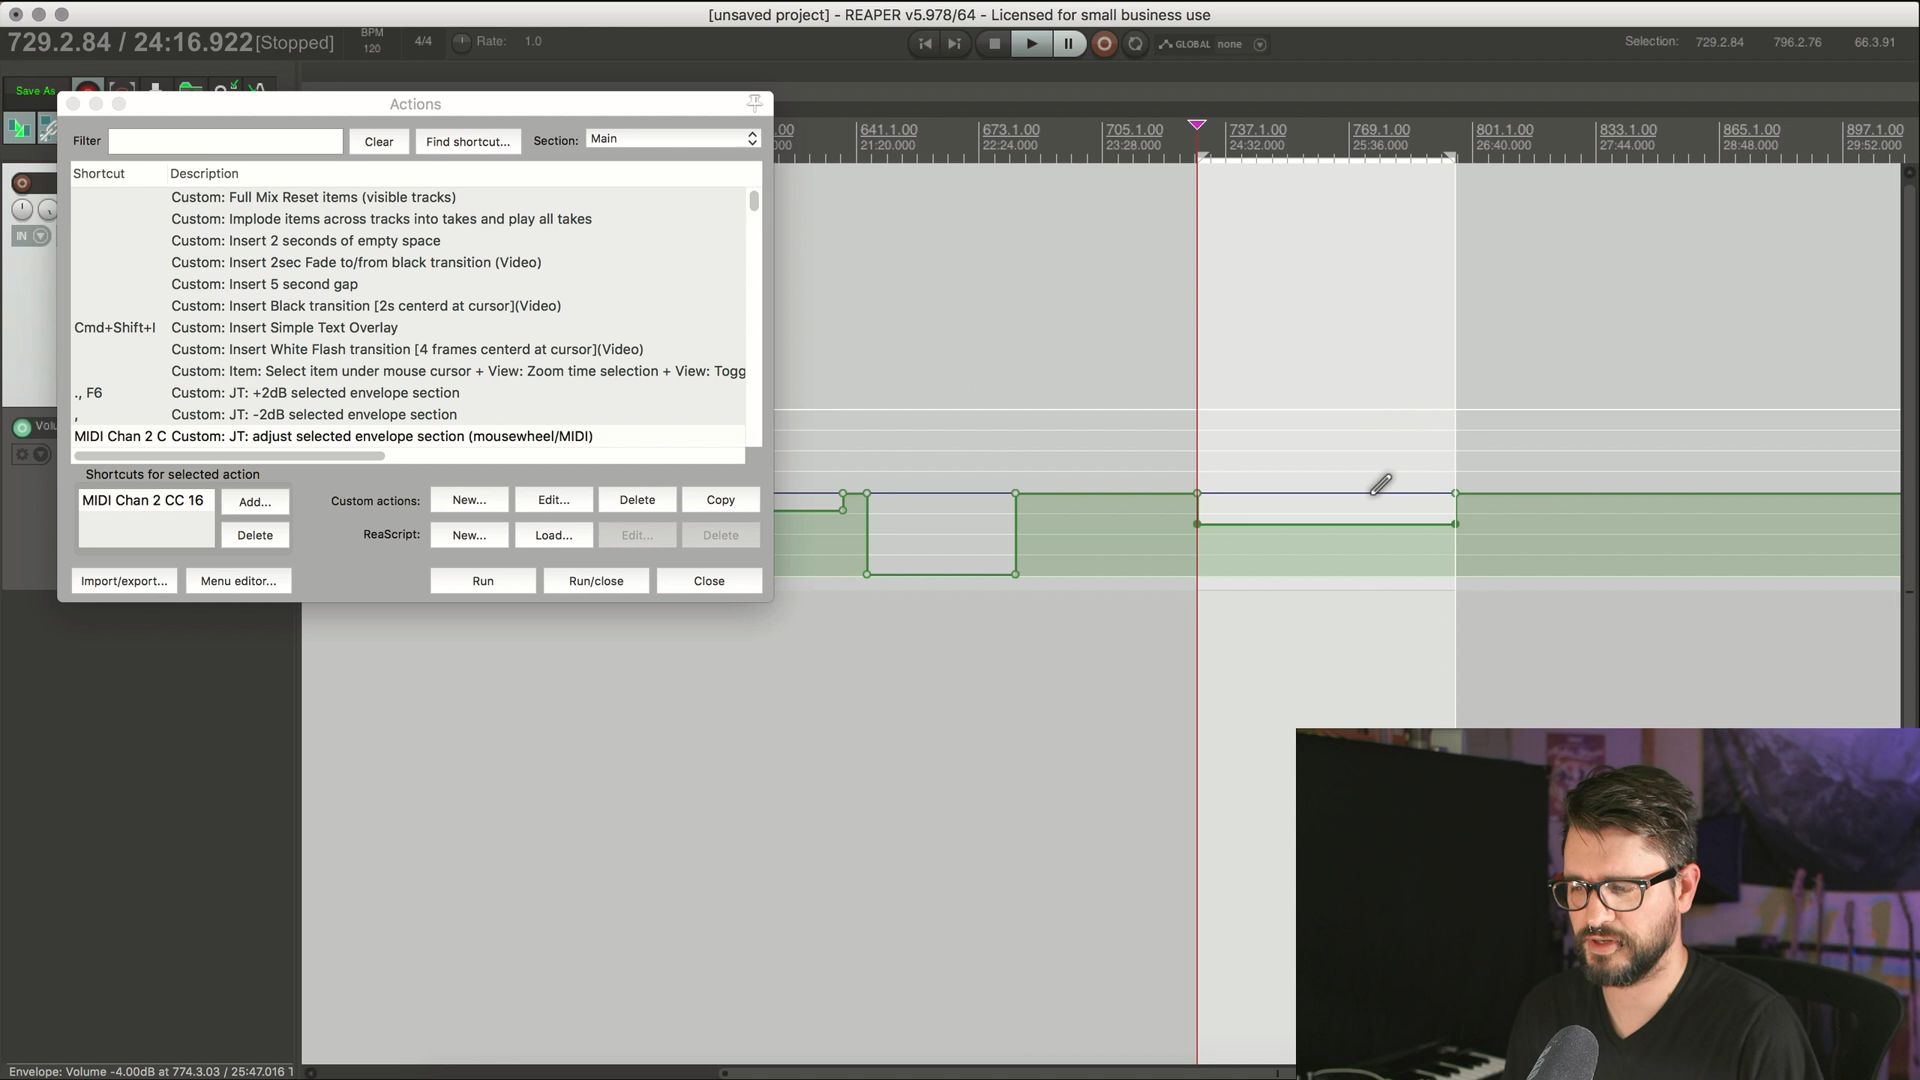 [unsaved project] - REAPER v5.978/64 - Licensed for small business use
729.2.84 / 24:16.922 [Stopped]
BPM
120
4/4
Rate: 1.0
GLOBAL none
Selection: 729.2.84 796.2.76 66.3.91
Save As
Actions
Filter
Clear
Find shortcut...
Section: Main
Shortcut Description
Custom: Full Mix Reset items (visible tracks)
Custom: Implode items across tracks into takes and play all takes
Custom: Insert 2 seconds of empty space
Custom: Insert 2sec Fade to/from black transition (Video)
Custom: Insert 5 second gap
Custom: Insert Black transition [2s centerd at cursor](Video)
Cmd+Shift+I Custom: Insert Simple Text Overlay
Custom: Insert White Flash transition [4 frames centerd at cursor](Video)
Custom: Item: Select item under mouse cursor + View: Zoom time selection + View: Togg
., F6 Custom: JT: +2dB selected envelope section
, Custom: JT: -2dB selected envelope section
MIDI Chan 2 C Custom: JT: adjust selected envelope section (mousewheel/MIDI)
Shortcuts for selected action
MIDI Chan 2 CC 16
Add...
Delete
Custom actions: New... Edit... Delete Copy
ReaScript: New... Load... Edit... Delete
Import/export... Menu editor... Run Run/close Close
.00 641.1.00 673.1.00 705.1.00 737.1.00 769.1.00 801.1.00 833.1.00 865.1.00 897.1.00
000 21:20.000 22:24.000 23:28.000 24:32.000 25:36.000 26:40.000 27:44.000 28:48.000 29:52.000
IN
Volu
Envelope: Volume -4.00dB at 774.3.03 / 25:47.016